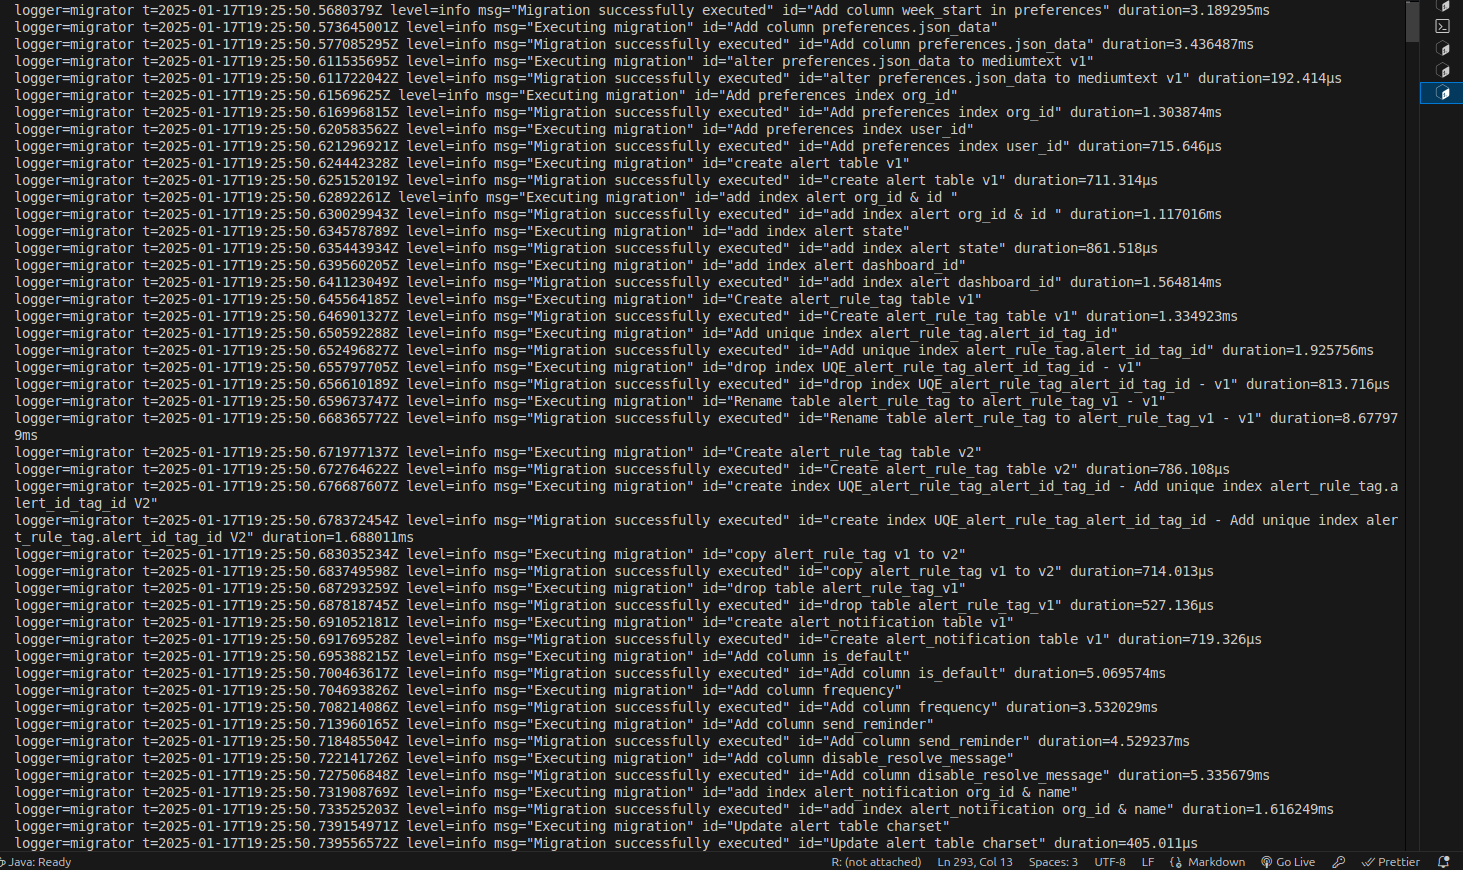 logger=migrator t=2025-01-17T19:25:50.5680379Z level=info msg="Migration successfully executed" id="Add column week_start in preferences" duration=3.189295ms
logger=migrator t=2025-01-17T19:25:50.573645001Z level=info msg="Executing migration" id="Add column preferences.json_data"
logger=migrator t=2025-01-17T19:25:50.577085295Z level=info msg="Migration successfully executed" id="Add column preferences.json_data" duration=3.436487ms
logger=migrator t=2025-01-17T19:25:50.611535695Z level=info msg="Executing migration" id="alter preferences.json_data to mediumtext v1"
logger=migrator t=2025-01-17T19:25:50.611722042Z level=info msg="Migration successfully executed" id="alter preferences.json_data to mediumtext v1" duration=192.414µs
logger=migrator t=2025-01-17T19:25:50.61569625Z level=info msg="Executing migration" id="Add preferences index org_id"
logger=migrator t=2025-01-17T19:25:50.616996815Z level=info msg="Migration successfully executed" id="Add preferences index org_id" duration=1.303874ms
logger=migrator t=2025-01-17T19:25:50.620583562Z level=info msg="Executing migration" id="Add preferences index user_id"
logger=migrator t=2025-01-17T19:25:50.621296921Z level=info msg="Migration successfully executed" id="Add preferences index user_id" duration=715.646µs
logger=migrator t=2025-01-17T19:25:50.624442328Z level=info msg="Executing migration" id="create alert table v1"
logger=migrator t=2025-01-17T19:25:50.625152019Z level=info msg="Migration successfully executed" id="create alert table v1" duration=711.314µs
logger=migrator t=2025-01-17T19:25:50.62892261Z level=info msg="Executing migration" id="add index alert org_id & id "
logger=migrator t=2025-01-17T19:25:50.630029943Z level=info msg="Migration successfully executed" id="add index alert org_id & id " duration=1.117016ms
logger=migrator t=2025-01-17T19:25:50.634578789Z level=info msg="Executing migration" id="add index alert state"
logger=migrator t=2025-01-17T19:25:50.635443934Z level=info msg="Migration successfully executed" id="add index alert state" duration=861.518µs
logger=migrator t=2025-01-17T19:25:50.639560205Z level=info msg="Executing migration" id="add index alert dashboard_id"
logger=migrator t=2025-01-17T19:25:50.641123049Z level=info msg="Migration successfully executed" id="add index alert dashboard_id" duration=1.564814ms
logger=migrator t=2025-01-17T19:25:50.645564185Z level=info msg="Executing migration" id="Create alert_rule_tag table v1"
logger=migrator t=2025-01-17T19:25:50.646901327Z level=info msg="Migration successfully executed" id="Create alert_rule_tag table v1" duration=1.334923ms
logger=migrator t=2025-01-17T19:25:50.650592288Z level=info msg="Executing migration" id="Add unique index alert_rule_tag.alert_id_tag_id"
logger=migrator t=2025-01-17T19:25:50.652496827Z level=info msg="Migration successfully executed" id="Add unique index alert_rule_tag.alert_id_tag_id" duration=1.925756ms
logger=migrator t=2025-01-17T19:25:50.655797705Z level=info msg="Executing migration" id="drop index UQE_alert_rule_tag_alert_id_tag_id - v1"
logger=migrator t=2025-01-17T19:25:50.656610189Z level=info msg="Migration successfully executed" id="drop index UQE_alert_rule_tag_alert_id_tag_id - v1" duration=813.716µs
logger=migrator t=2025-01-17T19:25:50.659673747Z level=info msg="Executing migration" id="Rename table alert_rule_tag to alert_rule_tag_v1 - v1"
logger=migrator t=2025-01-17T19:25:50.668365772Z level=info msg="Migration successfully executed" id="Rename table alert_rule_tag to alert_rule_tag_v1 - v1" duration=8.67797
9ms
logger=migrator t=2025-01-17T19:25:50.671977137Z level=info msg="Executing migration" id="Create alert_rule_tag table v2"
logger=migrator t=2025-01-17T19:25:50.672764622Z level=info msg="Migration successfully executed" id="Create alert_rule_tag table v2" duration=786.108µs
logger=migrator t=2025-01-17T19:25:50.676687607Z level=info msg="Executing migration" id="create index UQE_alert_rule_tag_alert_id_tag_id - Add unique index alert_rule_tag.a
lert_id_tag_id V2"
logger=migrator t=2025-01-17T19:25:50.678372454Z level=info msg="Migration successfully executed" id="create index UQE_alert_rule_tag_alert_id_tag_id - Add unique index aler
t_rule_tag.alert_id_tag_id V2" duration=1.688011ms
logger=migrator t=2025-01-17T19:25:50.683035234Z level=info msg="Executing migration" id="copy alert_rule_tag v1 to v2"
logger=migrator t=2025-01-17T19:25:50.683749598Z level=info msg="Migration successfully executed" id="copy alert_rule_tag v1 to v2" duration=714.013µs
logger=migrator t=2025-01-17T19:25:50.687293259Z level=info msg="Executing migration" id="drop table alert_rule_tag_v1"
logger=migrator t=2025-01-17T19:25:50.687818745Z level=info msg="Migration successfully executed" id="drop table alert_rule_tag_v1" duration=527.136µs
logger=migrator t=2025-01-17T19:25:50.691052181Z level=info msg="Executing migration" id="create alert_notification table v1"
logger=migrator t=2025-01-17T19:25:50.691769528Z level=info msg="Migration successfully executed" id="create alert_notification table v1" duration=719.326µs
logger=migrator t=2025-01-17T19:25:50.695388215Z level=info msg="Executing migration" id="Add column is_default"
logger=migrator t=2025-01-17T19:25:50.700463617Z level=info msg="Migration successfully executed" id="Add column is_default" duration=5.069574ms
logger=migrator t=2025-01-17T19:25:50.704693826Z level=info msg="Executing migration" id="Add column frequency"
logger=migrator t=2025-01-17T19:25:50.708214086Z level=info msg="Migration successfully executed" id="Add column frequency" duration=3.532029ms
logger=migrator t=2025-01-17T19:25:50.713960165Z level=info msg="Executing migration" id="Add column send_reminder"
logger=migrator t=2025-01-17T19:25:50.718485504Z level=info msg="Migration successfully executed" id="Add column send_reminder" duration=4.529237ms
logger=migrator t=2025-01-17T19:25:50.722141726Z level=info msg="Executing migration" id="Add column disable_resolve_message"
logger=migrator t=2025-01-17T19:25:50.727506848Z level=info msg="Migration successfully executed" id="Add column disable_resolve_message" duration=5.335679ms
logger=migrator t=2025-01-17T19:25:50.731908769Z level=info msg="Executing migration" id="add index alert_notification org_id & name"
logger=migrator t=2025-01-17T19:25:50.733525203Z level=info msg="Migration successfully executed" id="add index alert_notification org_id & name" duration=1.616249ms
logger=migrator t=2025-01-17T19:25:50.739154971Z level=info msg="Executing migration" id="Update alert table charset"
logger=migrator t=2025-01-17T19:25:50.739556572Z level=info msg="Migration successfully executed" id="Update alert table charset" duration=405.011µs
Java: Ready R: (not attached) Ln 293, Col 13 Spaces: 3 UTF-8 LF Markdown Go Live Prettier